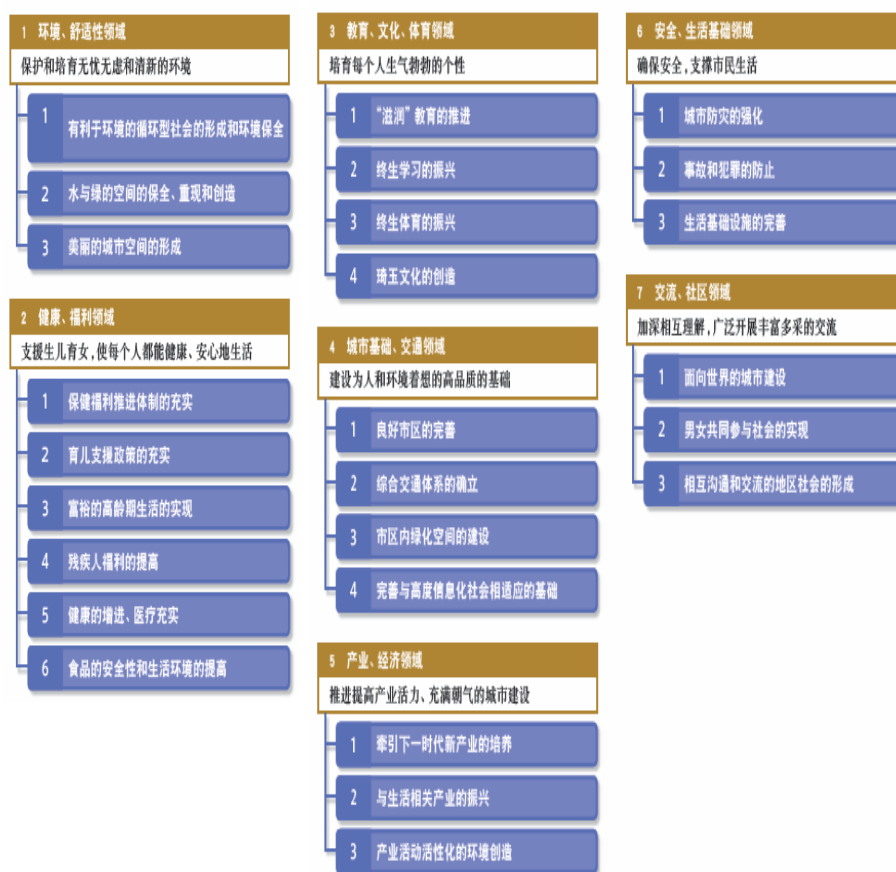 1 环境、舒适性领域
保护和培育无忧无虑和清新的环境
1 有利于环境的循环型社会的形成和环境保全
2 水与绿的空间的保全、重现和创造
3 美丽的城市空间的形成
2 健康、福利领域
支援生儿育女,使每个人都能健康、安心地生活
1 保健福利推进体制的充实
2 育儿支援政策的充实
3 富裕的高龄期生活的实现
4 残疾人福利的提高
5 健康的增进、医疗充实
6 食品的安全性和生活环境的提高
3 教育、文化、体育领域
培育每个人生气勃勃的个性
1 “滋润”教育的推进
2 终生学习的振兴
3 终生体育的振兴
4 琦玉文化的创造
4 城市基础、交通领域
建设为人和环境着想的高品质的基础
1 良好市区的完善
2 综合交通体系的确立
3 市区内绿化空间的建设
4 完善与高度信息化社会相适应的基础
5 产业、经济领域
推进提高产业活力、充满朝气的城市建设
1 牵引下一时代新产业的培养
2 与生活相关产业的振兴
3 产业活动活性化的环境创造
6 安全、生活基础领域
确保安全,支撑市民生活
1 城市防灾的强化
2 事故和犯罪的防止
3 生活基础设施的完善
7 交流、社区领域
加深相互理解,广泛开展丰富多采的交流
1 面向世界的城市建设
2 男女共同参与社会的实现
3 相互沟通和交流的地区社会的形成